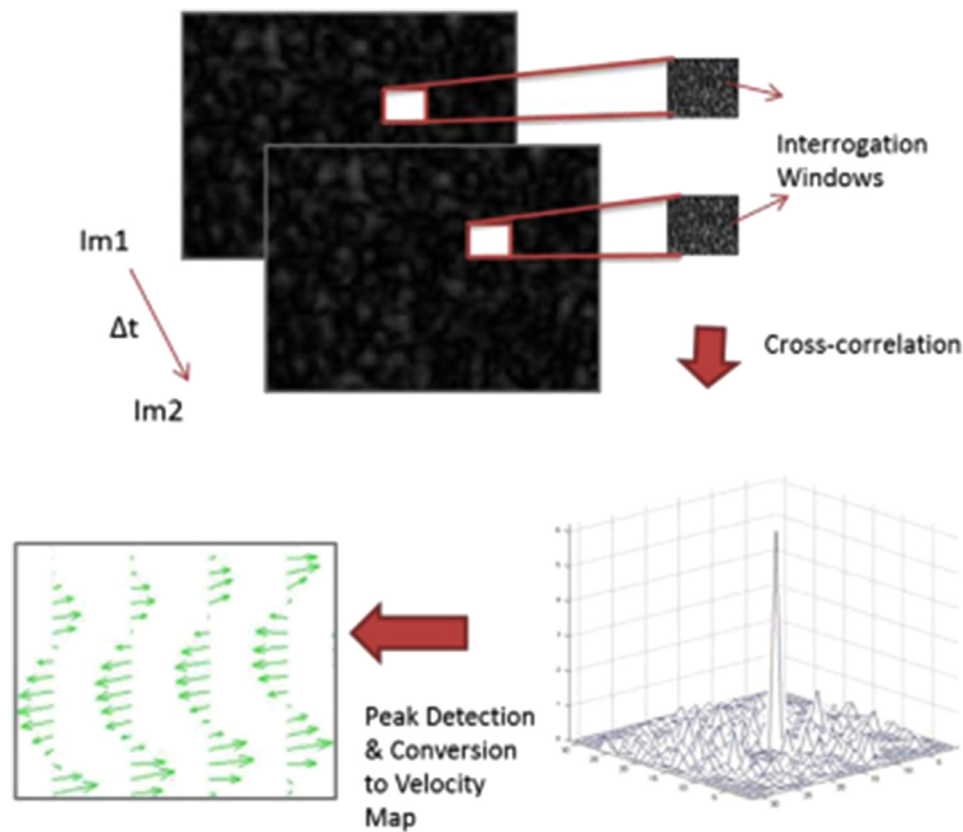 Interrogation
Windows
Im1
Δt
Im2
Cross-correlation
Peak Detection
& Conversion
to Velocity
Map